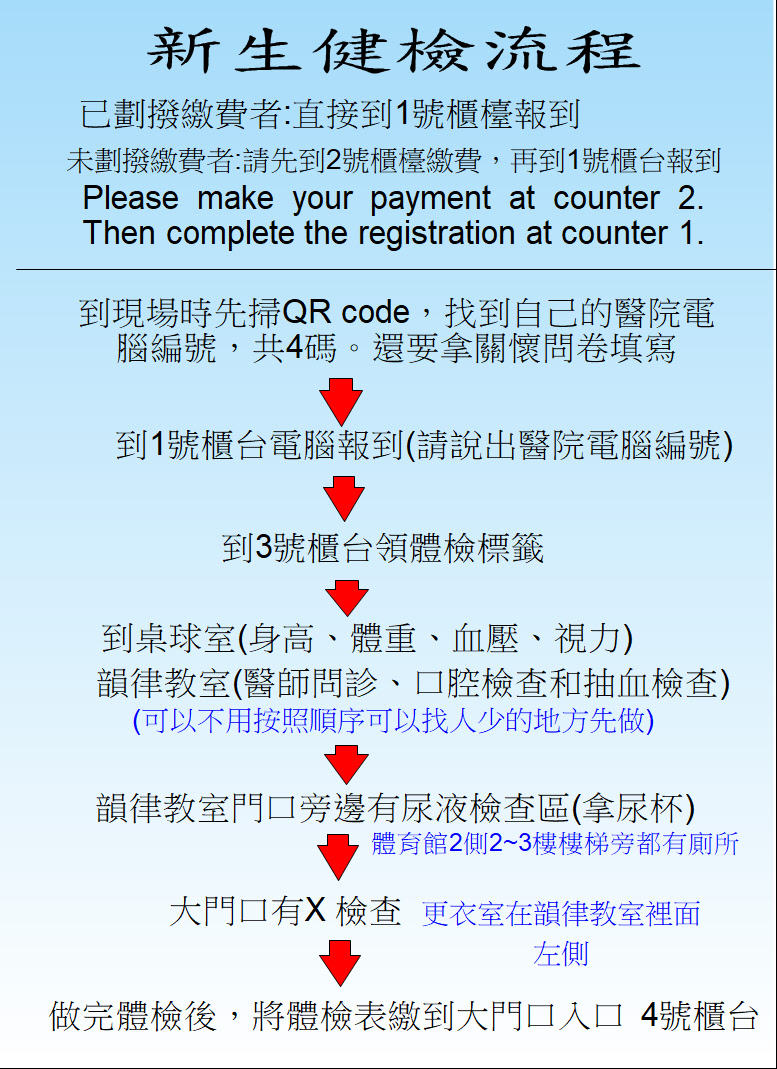 新生健檢流程
已劃撥繳費者:直接到1號櫃檯報到
未劃撥繳費者:請先到2號櫃檯繳費，再到1號櫃台報到
Please make your payment at counter 2.
Then complete the registration at counter 1.
到現場時先掃QR code，找到自己的醫院電
腦編號，共4碼。還要拿關懷問卷填寫
到1號櫃台電腦報到(請說出醫院電腦編號)
到3號櫃台領體檢標籤
到桌球室(身高、體重、血壓、視力)
韻律教室(醫師問診、口腔檢查和抽血檢查)
(可以不用按照順序可以找人少的地方先做)
韻律教室門口旁邊有尿液檢查區(拿尿杯)
體育館2側2~3樓樓梯旁都有廁所
大門口有X 檢查
更衣室在韻律教室裡面
左側
做完體檢後，將體檢表繳到大門口入口 4號櫃台